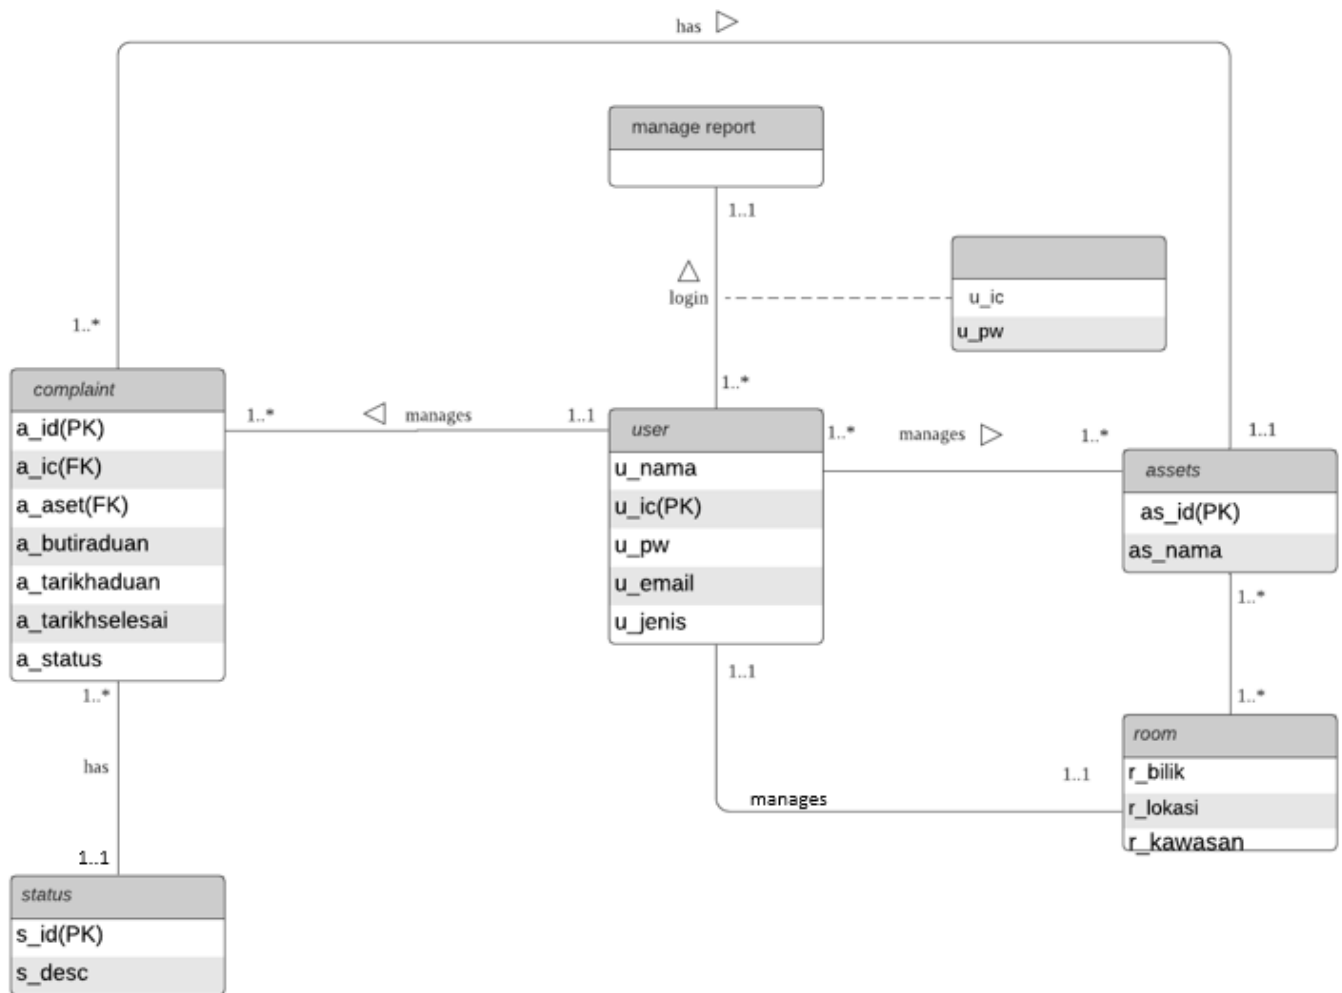 has
manage report
1..1
login
u_ic
u_pw
1..*
1..*
complaint
a_id(PK)
a_ic(FK)
a_aset(FK)
a_butiraduan
a_tarikhaduan
a_tarikhselesai
a_status
1..*
manages
1..1
user
u_nama
u_ic(PK)
u_pw
u_email
u_jenis
1..*
manages
1..*
1..1
assets
as_id(PK)
as_nama
1..*
1..*
room
r_bilik
r_lokasi
r_kawasan
1..1
1..1
manages
1..*
has
1..1
status
s_id(PK)
s_desc